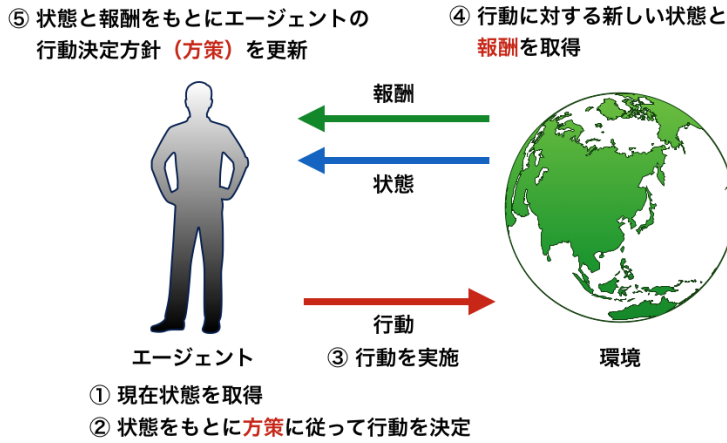 ⑤ 状態と報酬をもとにエージェントの
行動決定方針（方策）を更新
④ 行動に対する新しい状態と
報酬を取得
報酬
状態
行動
エージェント
③ 行動を実施
環境
① 現在状態を取得
② 状態をもとに方策に従って行動を決定